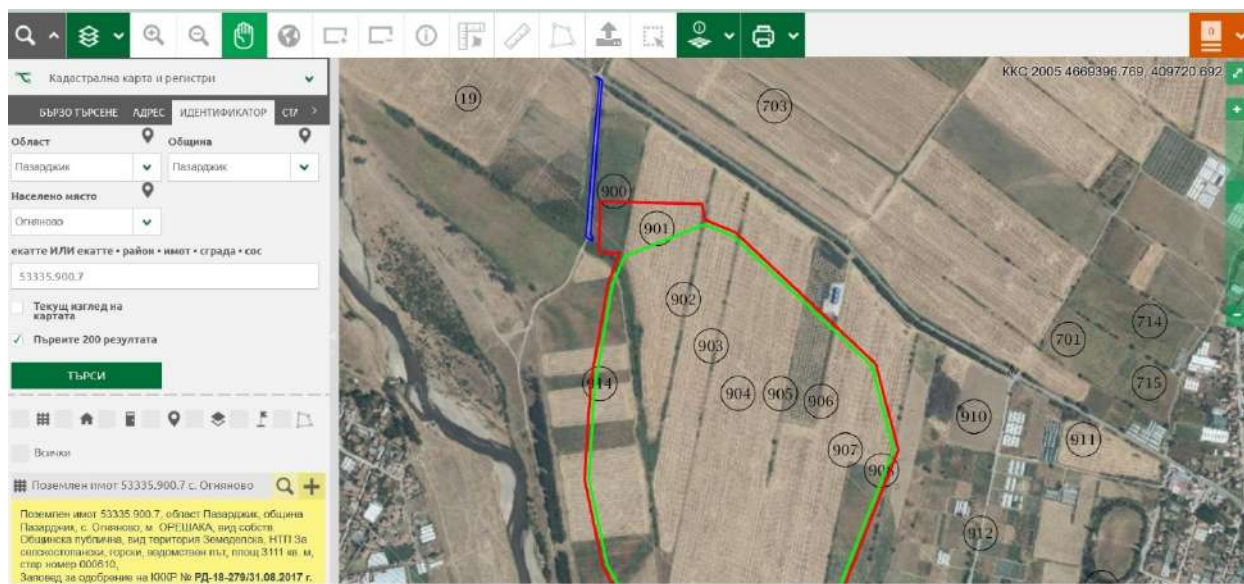 0
ККС 2005 4669396.769, 409720.692
Кадастрална карта и регистри
БЪРЗО ТЪРСЕНЕ АДРЕС ИДЕНТИФИКАТОР СГА >
Област Община
Пазарджик Пазарджик
Населено място
Огняново
екатте ИЛИ екатте • район • имот • сграда • сос
53335.900.7
Текущ изглед на
картата
Първите 200 резултата
ТЪРСИ
Всички
Поземлен имот 53335.900.7 с. Огняново
Поземлен имот 53335.900.7, област Пазарджик, община
Пазарджик, с. Огняново, м. ОРЕШАКА, вид собств.
Общинска публична, вид територия Земеделска, НТП За
селскостопански, горски, ведомствен път, площ 3111 кв. м,
стар номер 000610,
Заповед за одобрение на КККР № РД-18-279/31.08.2017 г.
19
703
900
901
902
903
714
701
914
904
905
906
715
910
911
907
908
912